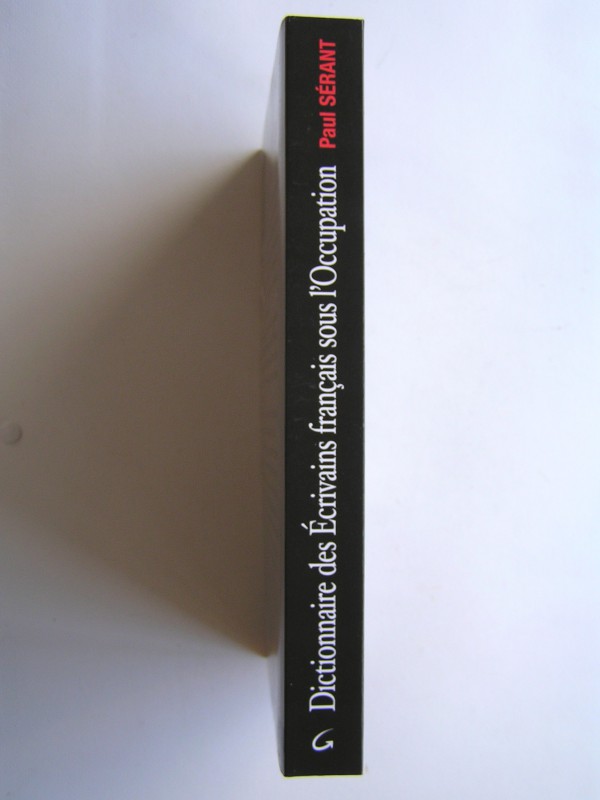 Dictionnaire des Écrivains français sous l'Occupation
Paul SÉRANT